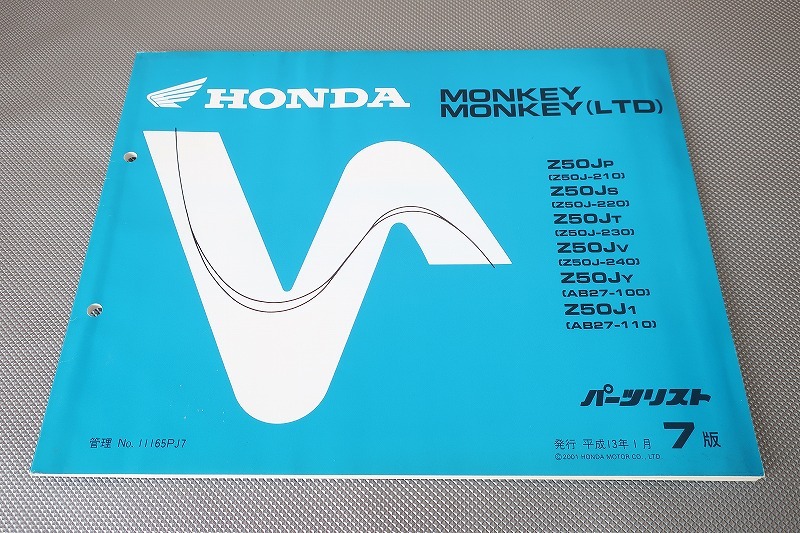 HONDA
MONKEY
MONKEY(LTD)
Z50JP
(Z50J-210)
Z50JS
(Z50J-220)
Z50JT
(Z50J-230)
Z50JV
(Z50J-240)
Z50JY
(AB27-100)
Z50J1
(AB27-110)
パーツリスト
管理 No. 11165PJ7
発行 平成13年1月 7版
© 2001 HONDA MOTOR CO., LTD.